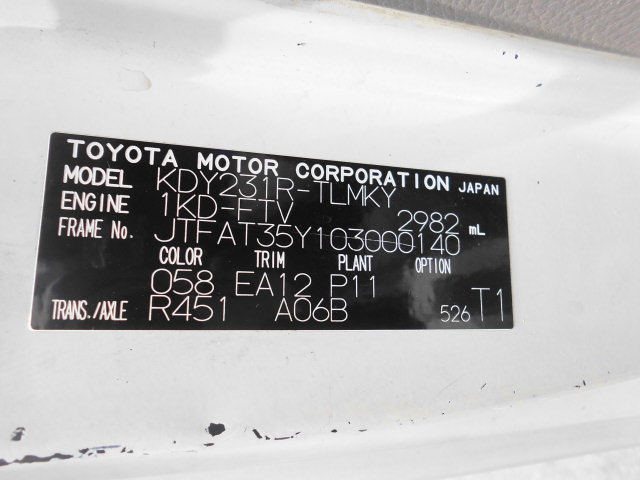 TOYOTA MOTOR CORPORATION JAPAN
MODEL KDY231R-TLMKY
ENGINE 1KD-FTV 2982 mL
FRAME No. JTFAT35Y103000140
COLOR TRIM PLANT OPTION
058 EA12 P11
TRANS./AXLE R451 A06B 526 T1